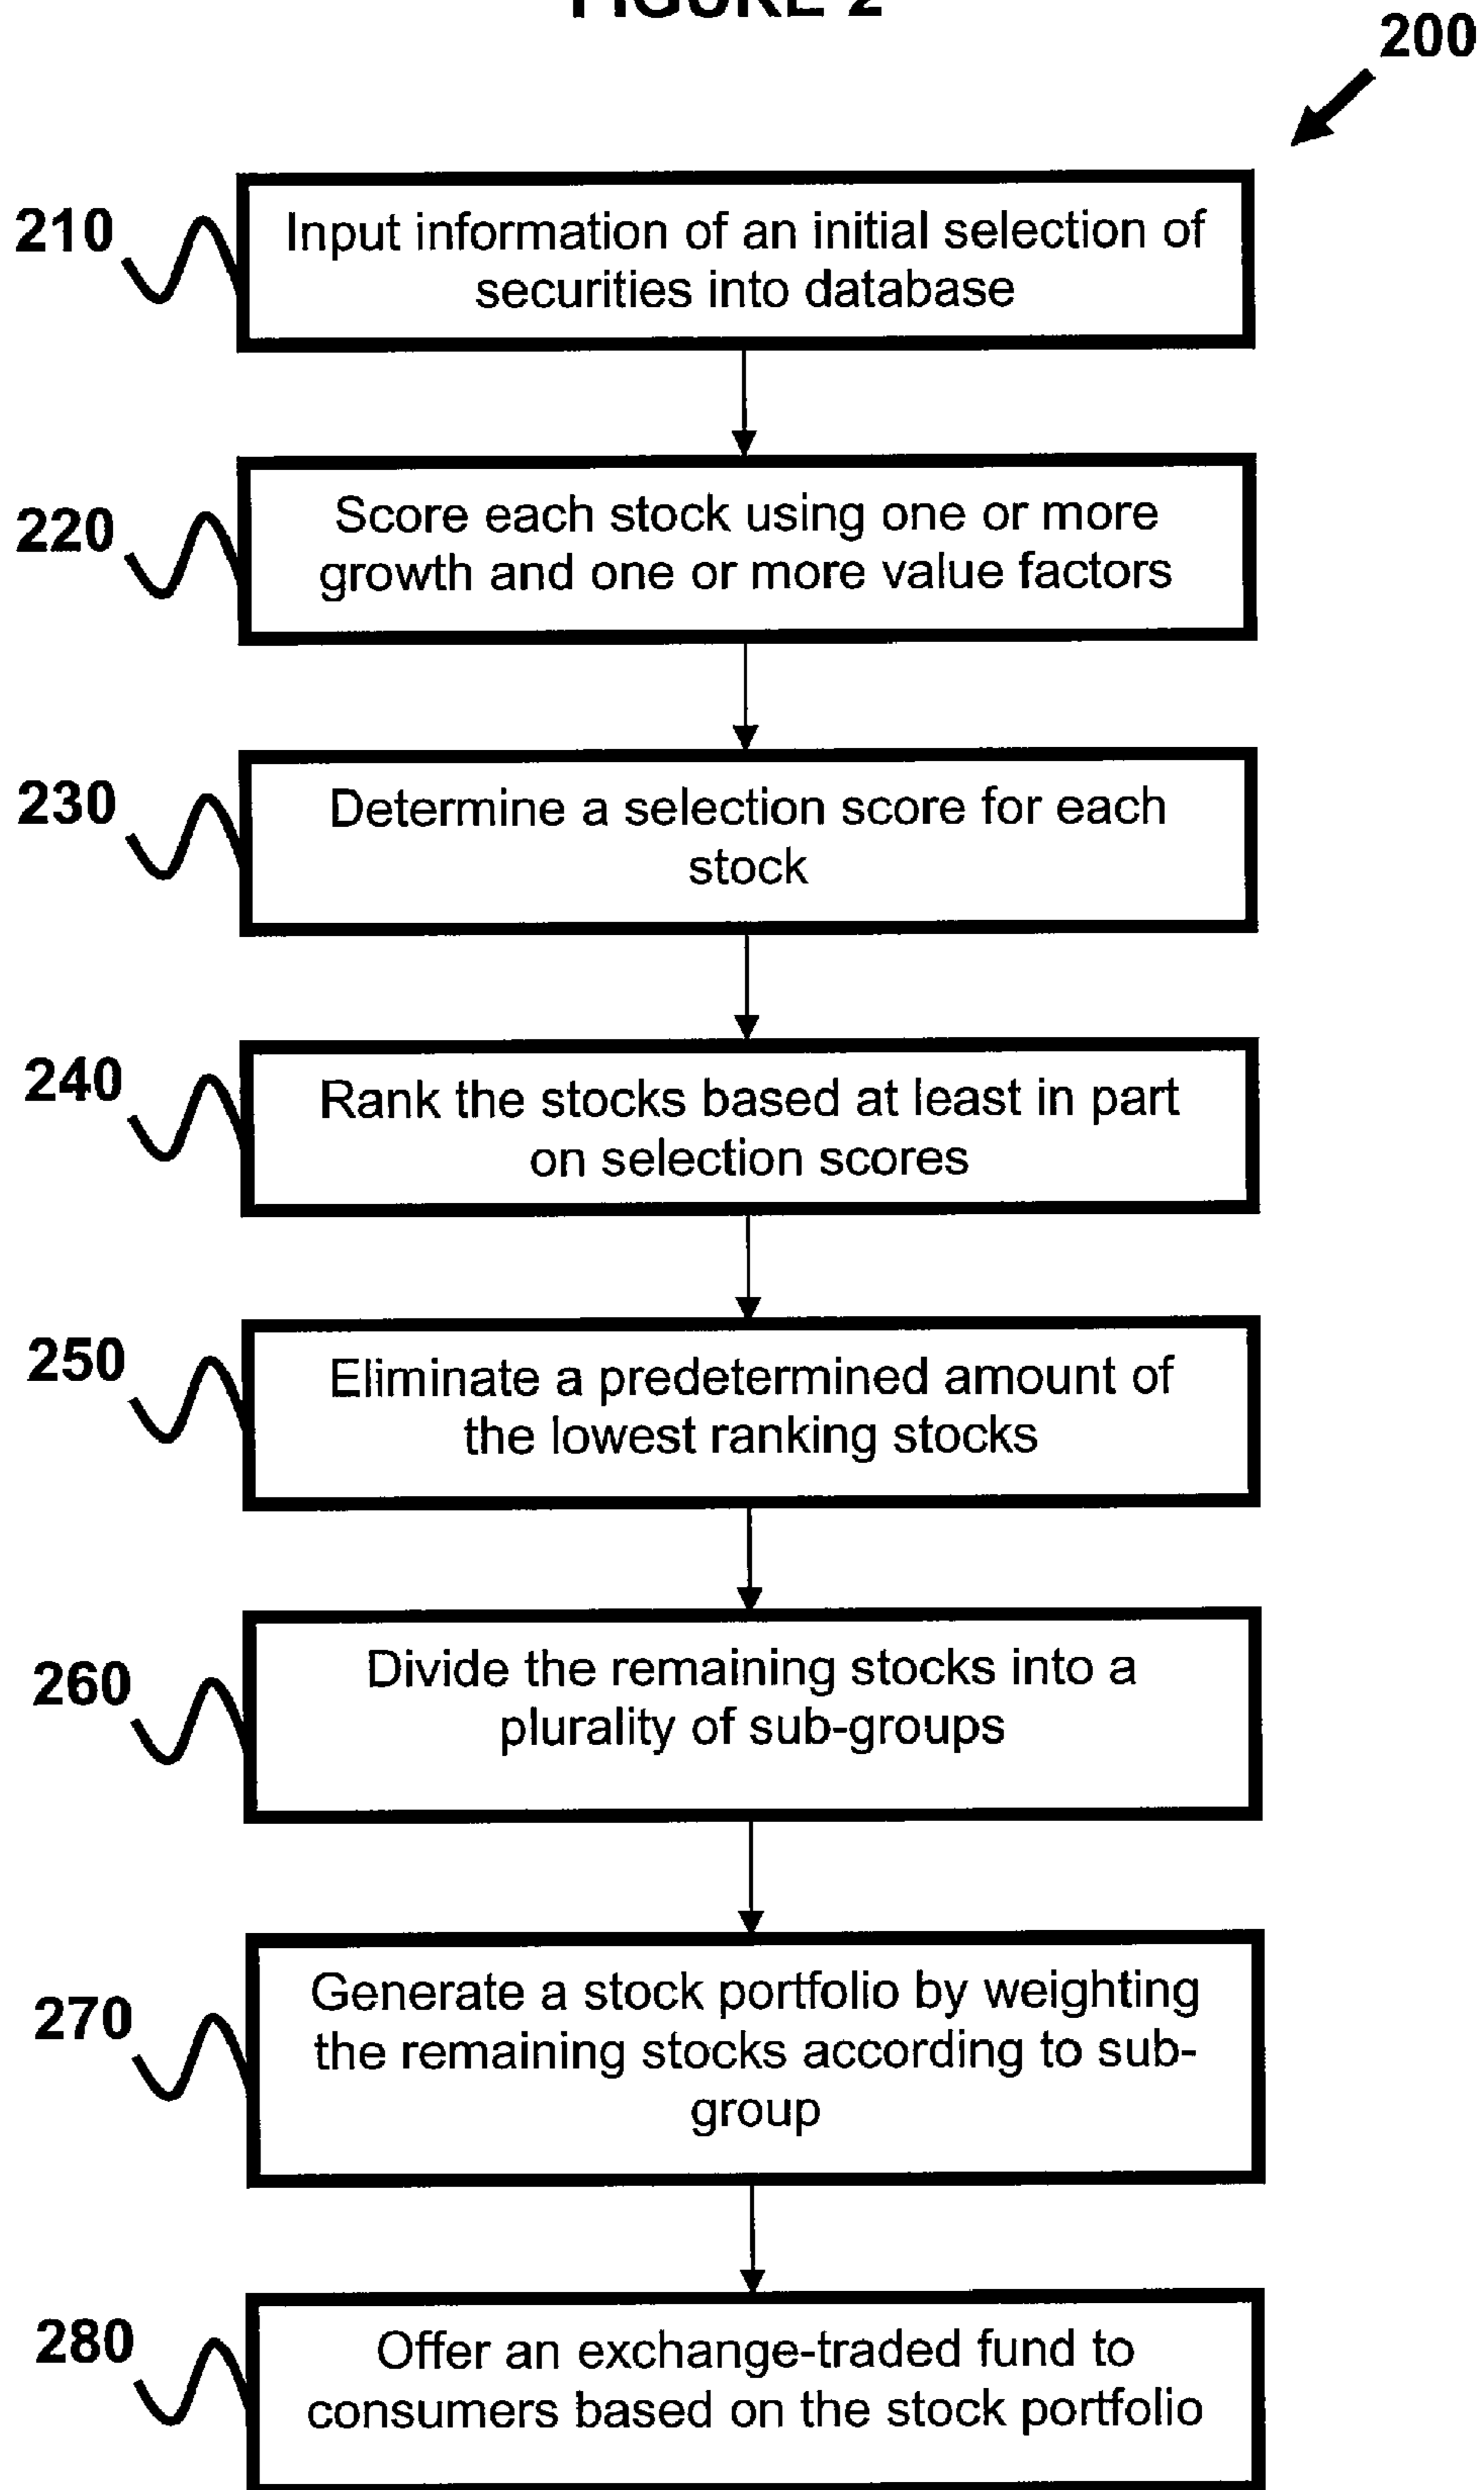 FIGURE 2
200
210
Input information of an initial selection of
securities into database
220
Score each stock using one or more
growth and one or more value factors
230
Determine a selection score for each
stock
240
Rank the stocks based at least in part
on selection scores
250
Eliminate a predetermined amount of
the lowest ranking stocks
260
Divide the remaining stocks into a
plurality of sub-groups
270
Generate a stock portfolio by weighting
the remaining stocks according to sub-
group
280
Offer an exchange-traded fund to
consumers based on the stock portfolio